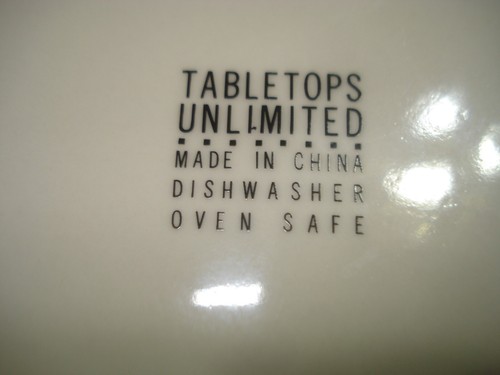 TABLETOPS
UNLIMITED
MADE IN CHINA
DISHWASHER
OVEN SAFE